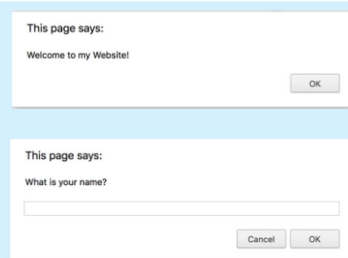 This page says:
Welcome to my Website!
OK
This page says:
What is your name?
Cancel OK